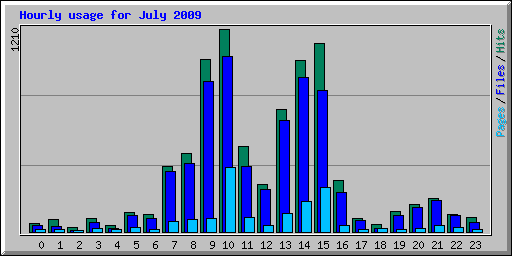 Hourly usage for July 2009
1210
Pages / Files / Hits
0 1 2 3 4 5 6 7 8 9 10 11 12 13 14 15 16 17 18 19 20 21 22 23